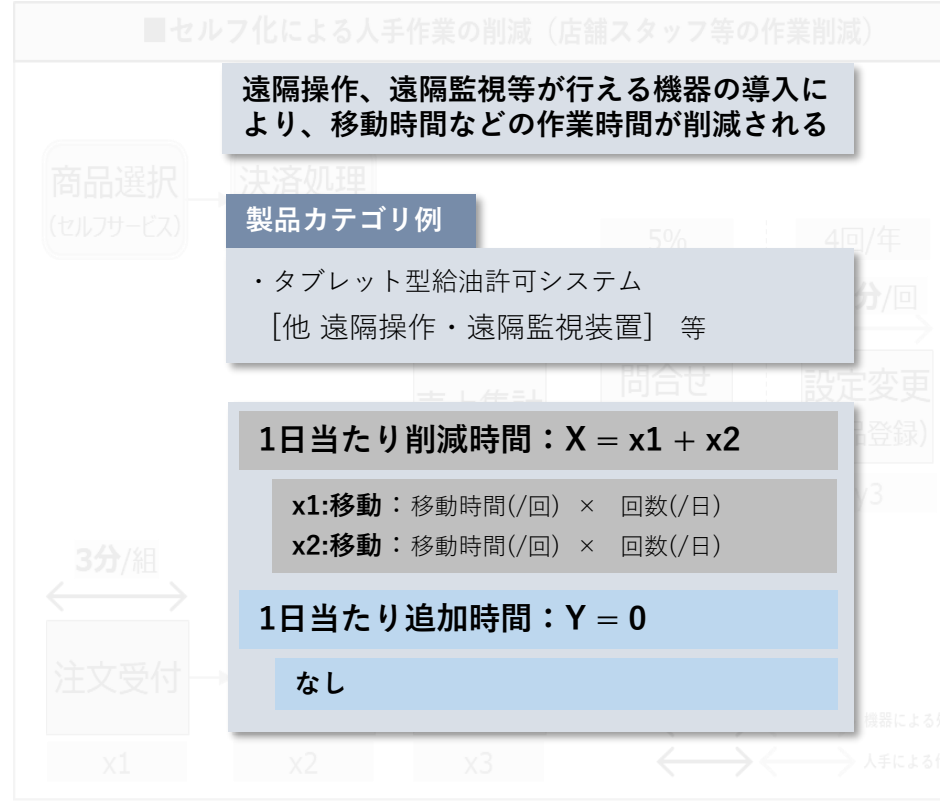 ■セルフ化による人手作業の削減（店舗スタッフ等の作業削減）
遠隔操作、遠隔監視等が行える機器の導入に
より、移動時間などの作業時間が削減される
商品選択
(セルフサービス)
決済処理
製品カテゴリ例
5%
4回/年
・タブレット型給油許可システム
[他 遠隔操作・遠隔監視装置] 等
分/回
問合せ
設定変更
売上集計
品登録)
1日当たり削減時間：X = x1 + x2
x1:移動：移動時間(/回) × 回数(/日)
x2:移動：移動時間(/回) × 回数(/日)
y3
3分/組
1日当たり追加時間：Y = 0
なし
注文受付
機器による
x1
x2
x3
人手による